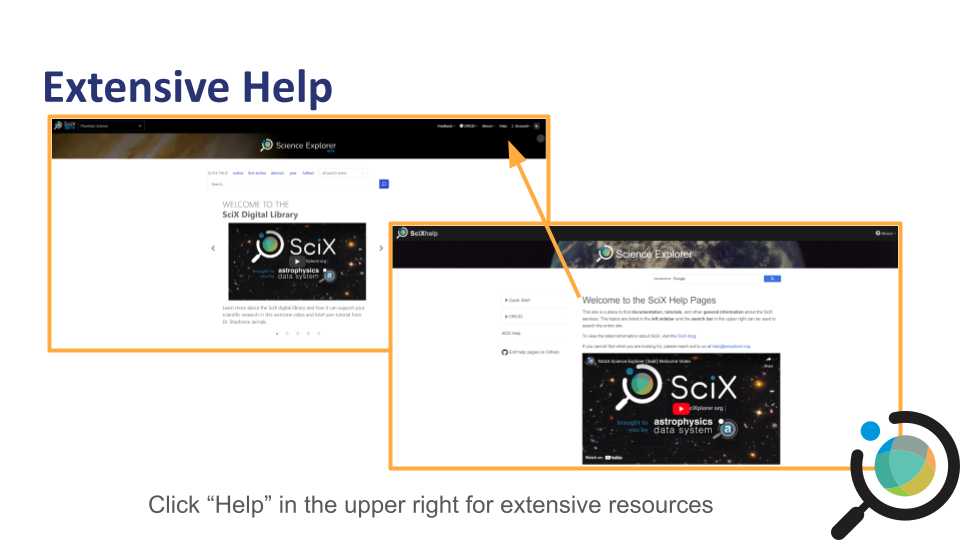 Extensive Help
SciX
Planetary Science
Feedback ORCID About Help Account
Science Explorer
QUICK FIELD: author first author abstract year fulltext All search terms
Search...
WELCOME TO THE
SciX Digital Library
SciX
Xplorer.org
brought to you by astrophysics data system a
Learn more about the SciX digital library and how it can support your
scientific research in this welcome video and brief user tutorial from
Dr. Stephanie Jarmak.
SciXhelp
About
Science Explorer
Google
Quick Start
ORCID
ADS Help
Edit help pages on GitHub
Welcome to the SciX Help Pages
This site is a place to find documentation, tutorials, and other general information about the SciX
services. The topics are listed in the left sidebar and the search bar in the upper right can be used to
search the entire site.
To view the latest information about SciX, visit the SciX blog.
If you cannot find what you are looking for, please reach out to us at help@scixplorer.org.
NASA Science Explorer (SciX) Welcome Video
Share
SciX
sciXplorer.org |
brought to you by astrophysics data system a
Watch on YouTube
Click “Help” in the upper right for extensive resources